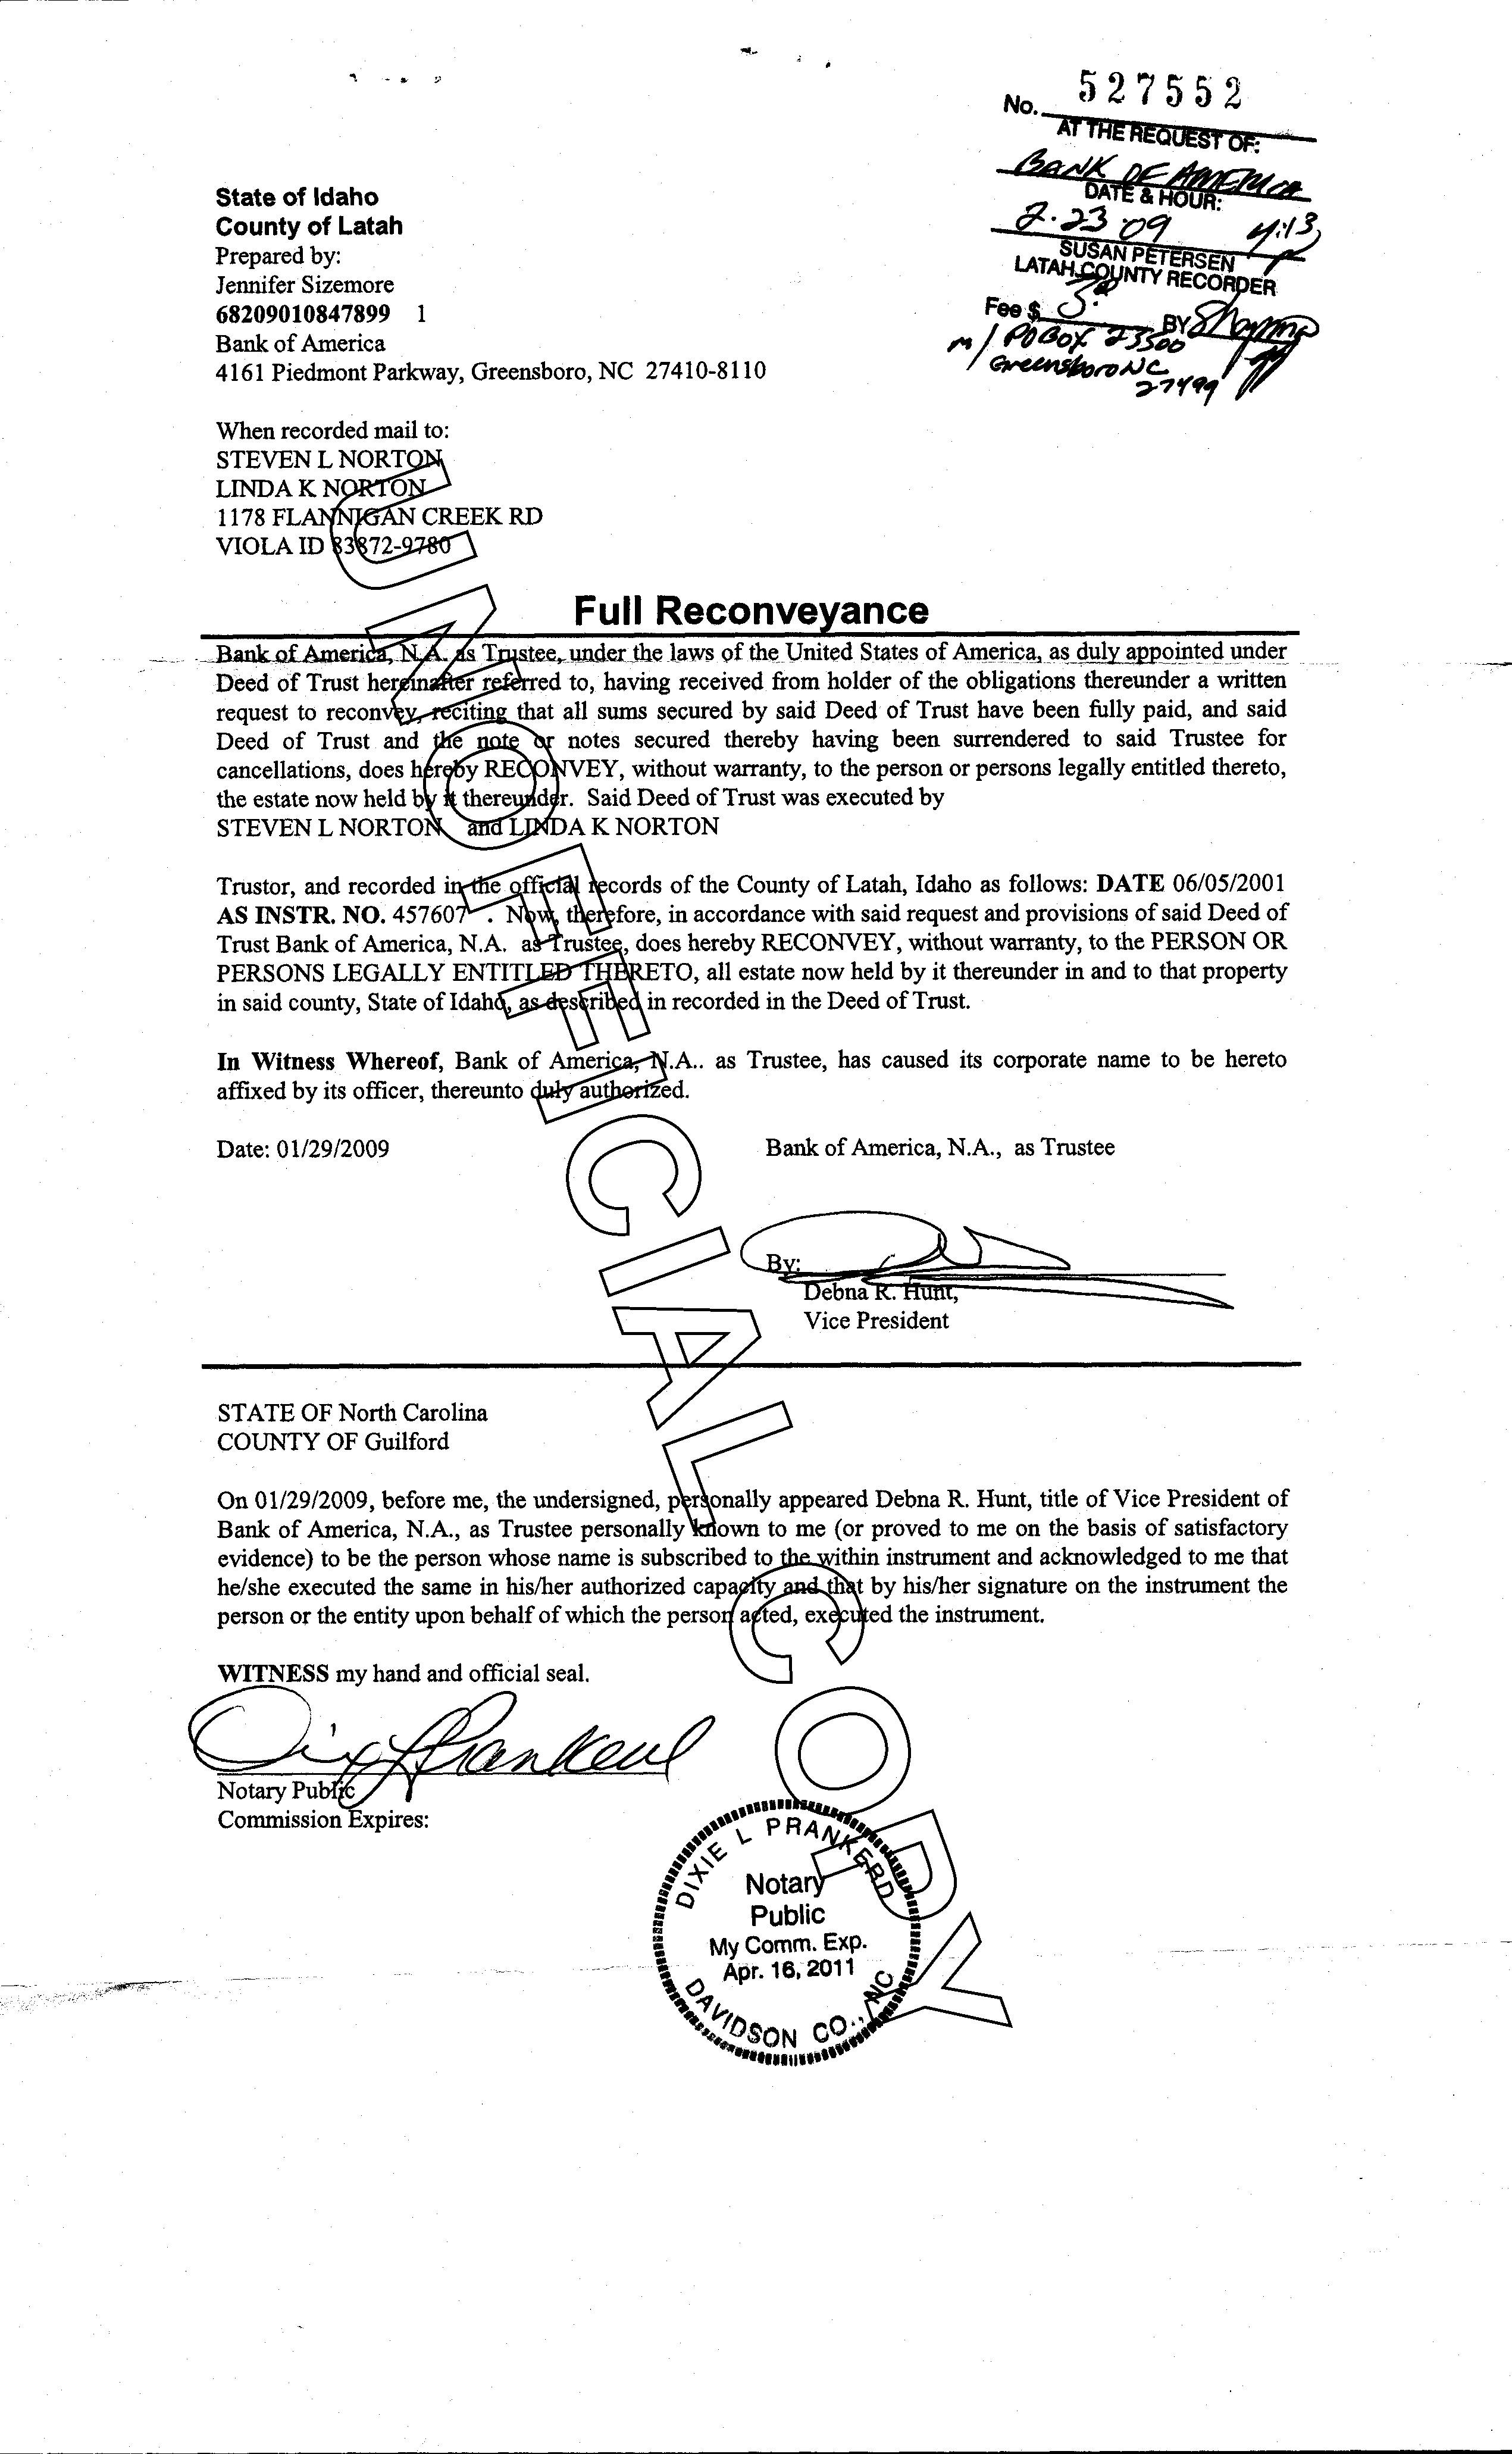 No. 527552
AT THE REQUEST OF:
BANK OF AMERICA
DATE & HOUR:
2.23 09 4:13
SUSAN PETERSEN
LATAH COUNTY RECORDER
Fee $ 3.00 BY
m/ PO BOX 23500
Greensboro NC
27499
State of Idaho
County of Latah
Prepared by:
Jennifer Sizemore
68209010847899 1
Bank of America
4161 Piedmont Parkway, Greensboro, NC 27410-8110
When recorded mail to:
STEVEN L NORTON
LINDA K NORTON
1178 FLANNIGAN CREEK RD
VIOLA ID 83872-9780
Full Reconveyance
Bank of America, N.A. as Trustee, under the laws of the United States of America, as duly appointed under
Deed of Trust hereinafter referred to, having received from holder of the obligations thereunder a written
request to reconvey, reciting that all sums secured by said Deed of Trust have been fully paid, and said
Deed of Trust and the note or notes secured thereby having been surrendered to said Trustee for
cancellations, does hereby RECONVEY, without warranty, to the person or persons legally entitled thereto,
the estate now held by it thereunder. Said Deed of Trust was executed by
STEVEN L NORTON and LINDA K NORTON
Trustor, and recorded in the official records of the County of Latah, Idaho as follows: DATE 06/05/2001
AS INSTR. NO. 457607 . Now, therefore, in accordance with said request and provisions of said Deed of
Trust Bank of America, N.A. as Trustee, does hereby RECONVEY, without warranty, to the PERSON OR
PERSONS LEGALLY ENTITLED THERETO, all estate now held by it thereunder in and to that property
in said county, State of Idaho, as described in recorded in the Deed of Trust.
In Witness Whereof, Bank of America, N.A.. as Trustee, has caused its corporate name to be hereto
affixed by its officer, thereunto duly authorized.
Date: 01/29/2009 Bank of America, N.A., as Trustee
By:
Debna R. Hunt,
Vice President
STATE OF North Carolina
COUNTY OF Guilford
On 01/29/2009, before me, the undersigned, personally appeared Debna R. Hunt, title of Vice President of
Bank of America, N.A., as Trustee personally known to me (or proved to me on the basis of satisfactory
evidence) to be the person whose name is subscribed to the within instrument and acknowledged to me that
he/she executed the same in his/her authorized capacity and that by his/her signature on the instrument the
person or the entity upon behalf of which the person acted, executed the instrument.
WITNESS my hand and official seal.
Notary Public
Commission Expires:
DIXIE L PRANKERD
Notary
Public
My Comm. Exp.
Apr. 16, 2011
DAVIDSON CO., NC
UNOFFICIAL COPY